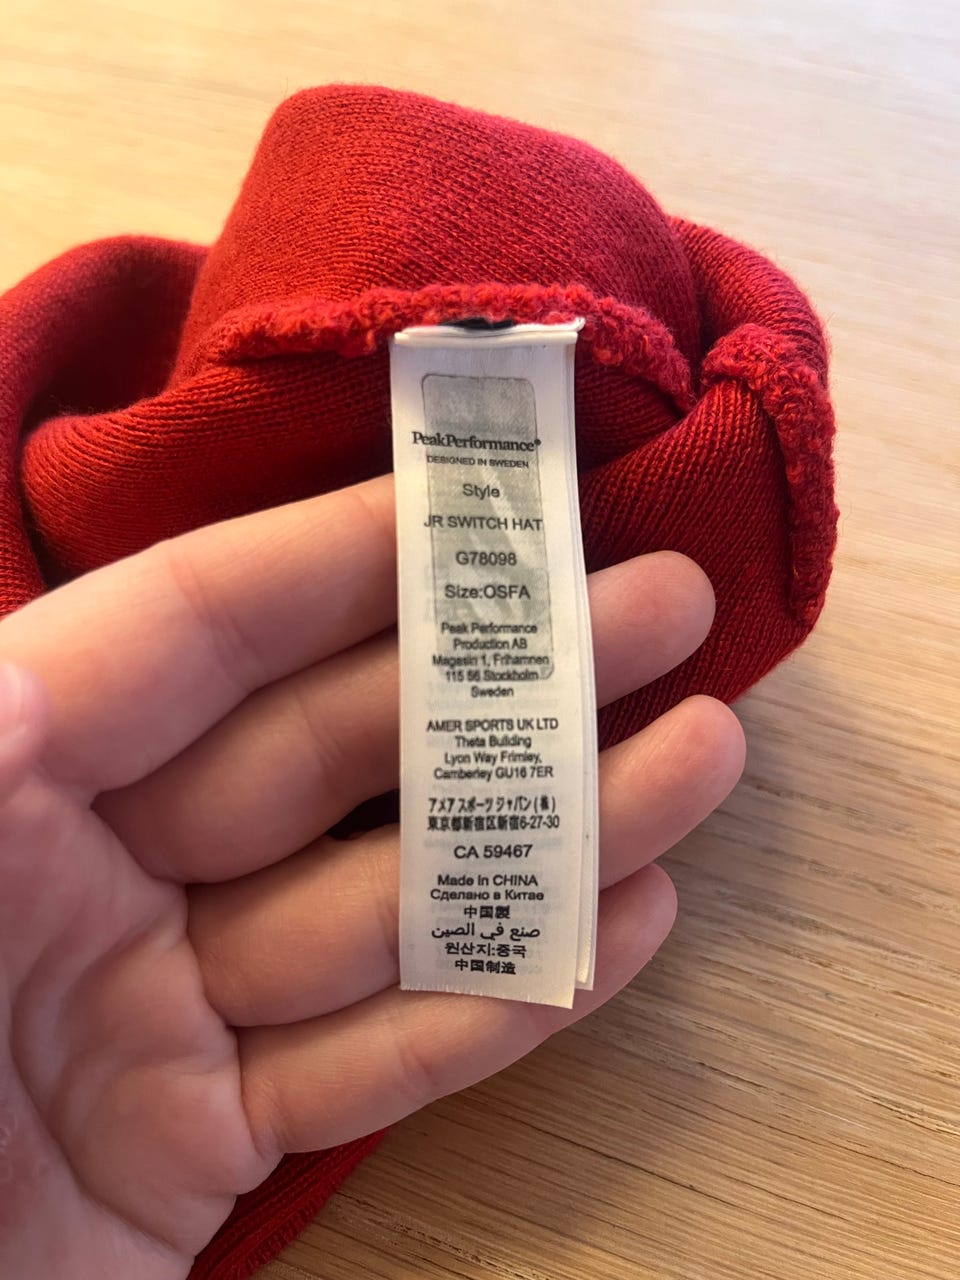 PeakPerformance®
DESIGNED IN SWEDEN
Style
JR SWITCH HAT
G78098
Size:OSFA
Peak Performance
Production AB
Magasin 1, Frihamnen
115 56 Stockholm
Sweden
AMER SPORTS UK LTD
Theta Building
Lyon Way Frimley,
Camberley GU16 7ER
アメアスポーツジャパン(株)
東京都新宿区新宿6-27-30
CA 59467
Made In CHINA
Сделано в Китае
中国製
صنع في الصين
원산지:중국
中国制造